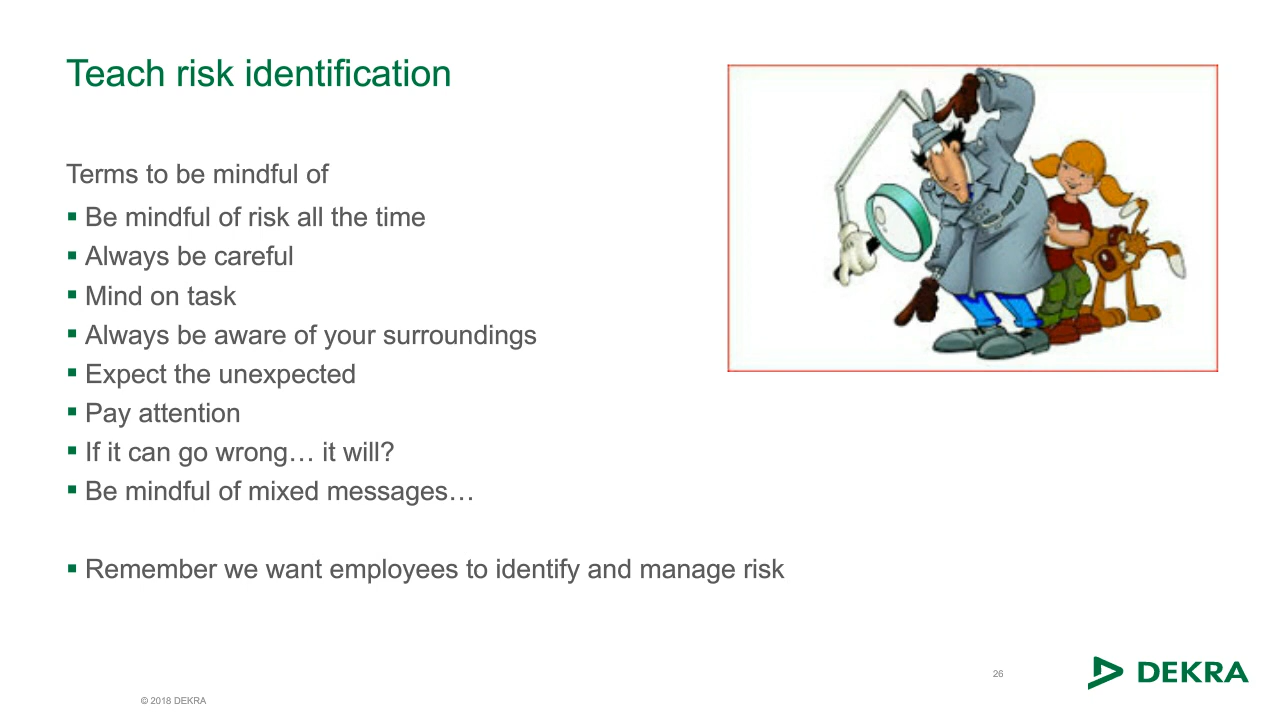 Teach risk identification
Terms to be mindful of
▪ Be mindful of risk all the time
▪ Always be careful
▪ Mind on task
▪ Always be aware of your surroundings
▪ Expect the unexpected
▪ Pay attention
▪ If it can go wrong… it will?
▪ Be mindful of mixed messages…
▪ Remember we want employees to identify and manage risk
26
DEKRA
© 2018 DEKRA